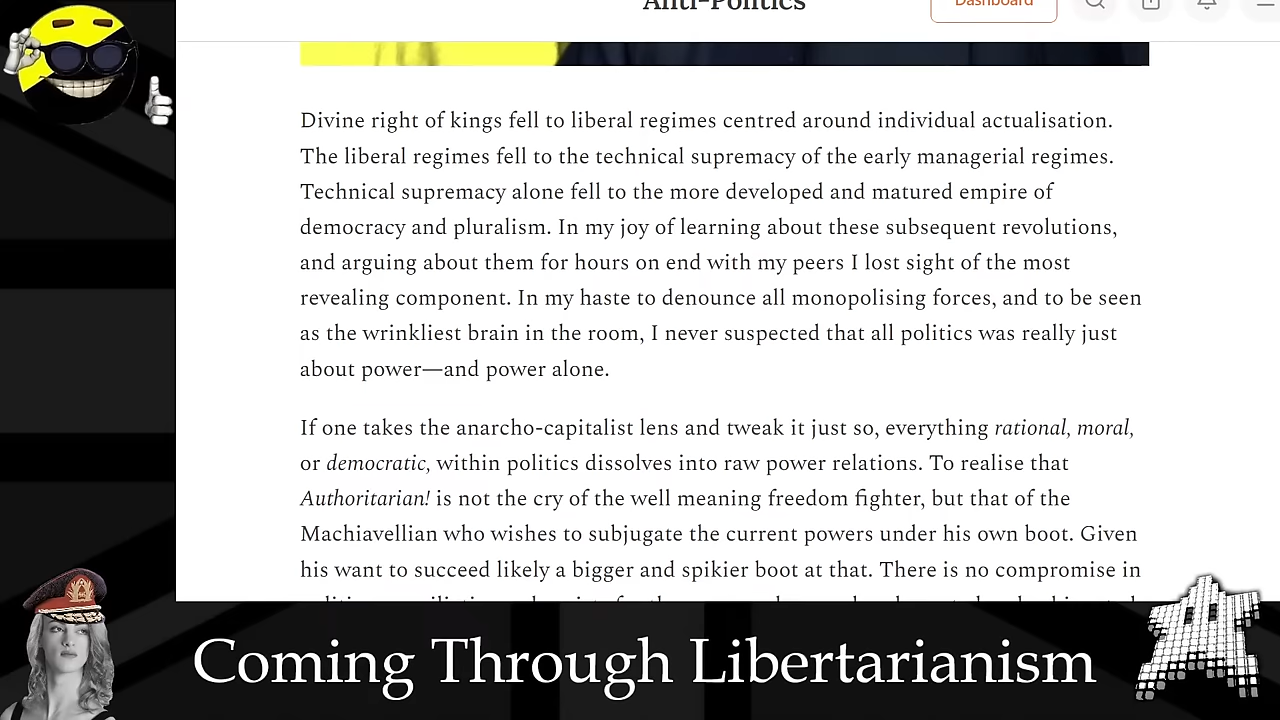 Anti-Politics
Dashboard
Divine right of kings fell to liberal regimes centred around individual actualisation.
The liberal regimes fell to the technical supremacy of the early managerial regimes.
Technical supremacy alone fell to the more developed and matured empire of
democracy and pluralism. In my joy of learning about these subsequent revolutions,
and arguing about them for hours on end with my peers I lost sight of the most
revealing component. In my haste to denounce all monopolising forces, and to be seen
as the wrinkliest brain in the room, I never suspected that all politics was really just
about power—and power alone.
If one takes the anarcho-capitalist lens and tweak it just so, everything rational, moral,
or democratic, within politics dissolves into raw power relations. To realise that
Authoritarian! is not the cry of the well meaning freedom fighter, but that of the
Machiavellian who wishes to subjugate the current powers under his own boot. Given
his want to succeed likely a bigger and spikier boot at that. There is no compromise in
Coming Through Libertarianism